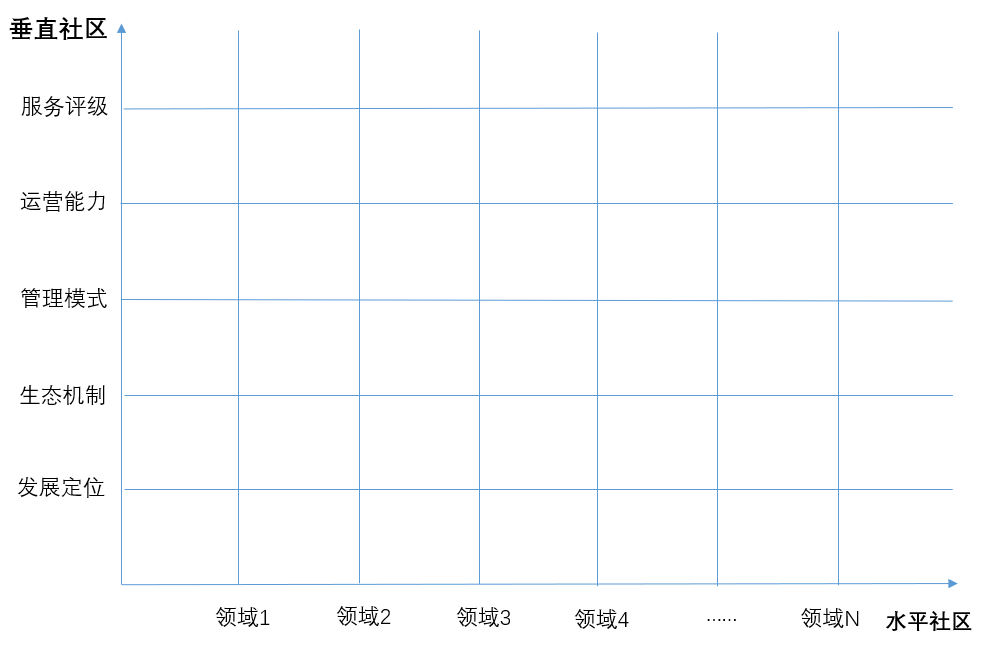 垂直社区
服务评级
运营能力
管理模式
生态机制
发展定位
领域1 领域2 领域3 领域4 …… 领域N 水平社区